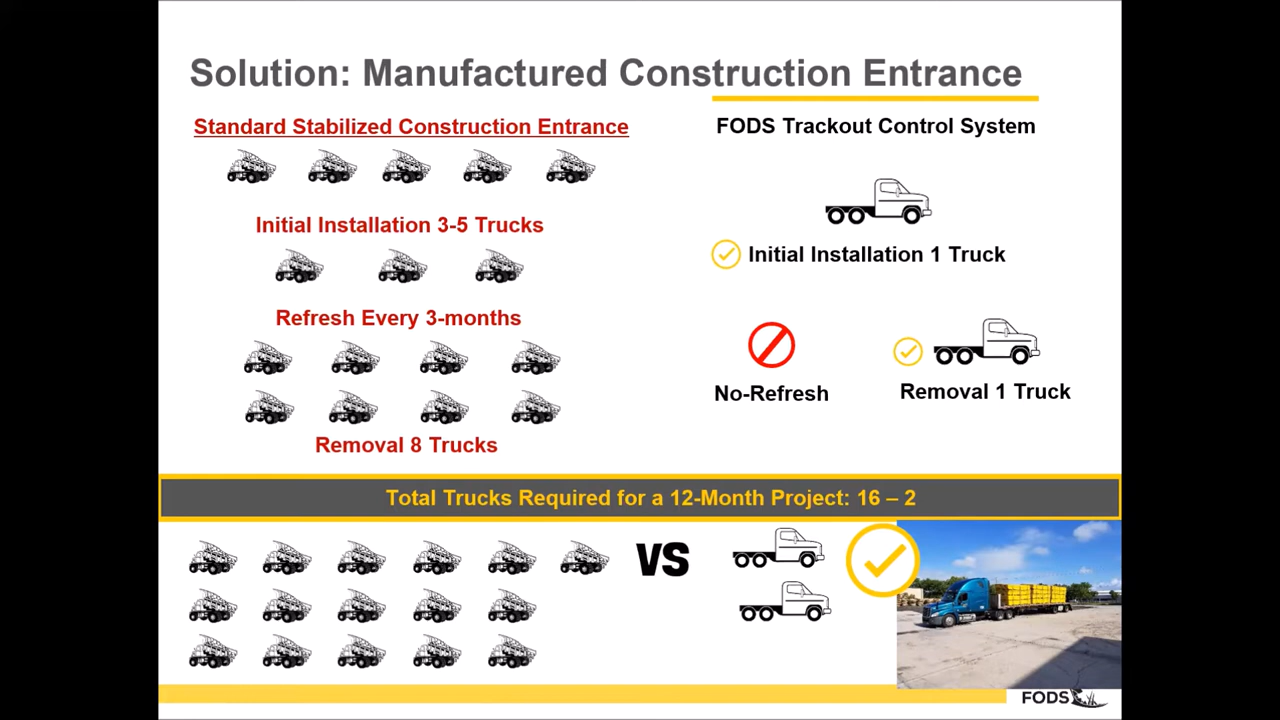 Solution: Manufactured Construction Entrance
Standard Stabilized Construction Entrance
Initial Installation 3-5 Trucks
Refresh Every 3-months
Removal 8 Trucks
FODS Trackout Control System
Initial Installation 1 Truck
No-Refresh
Removal 1 Truck
Total Trucks Required for a 12-Month Project: 16 – 2
VS
FODS